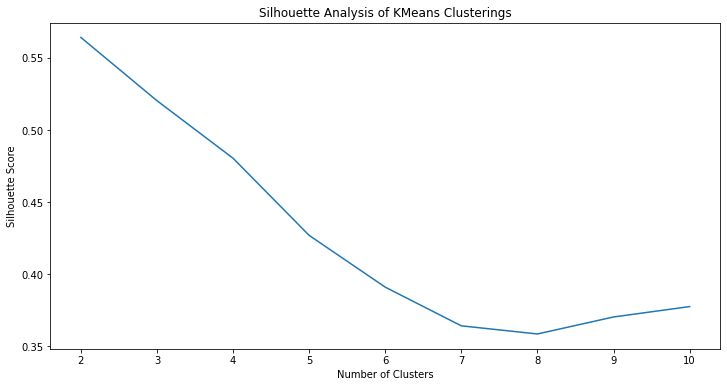 Silhouette Analysis of KMeans Clusterings
Silhouette Score
0.55
0.50
0.45
0.40
0.35
2 3 4 5 6 7 8 9 10
Number of Clusters